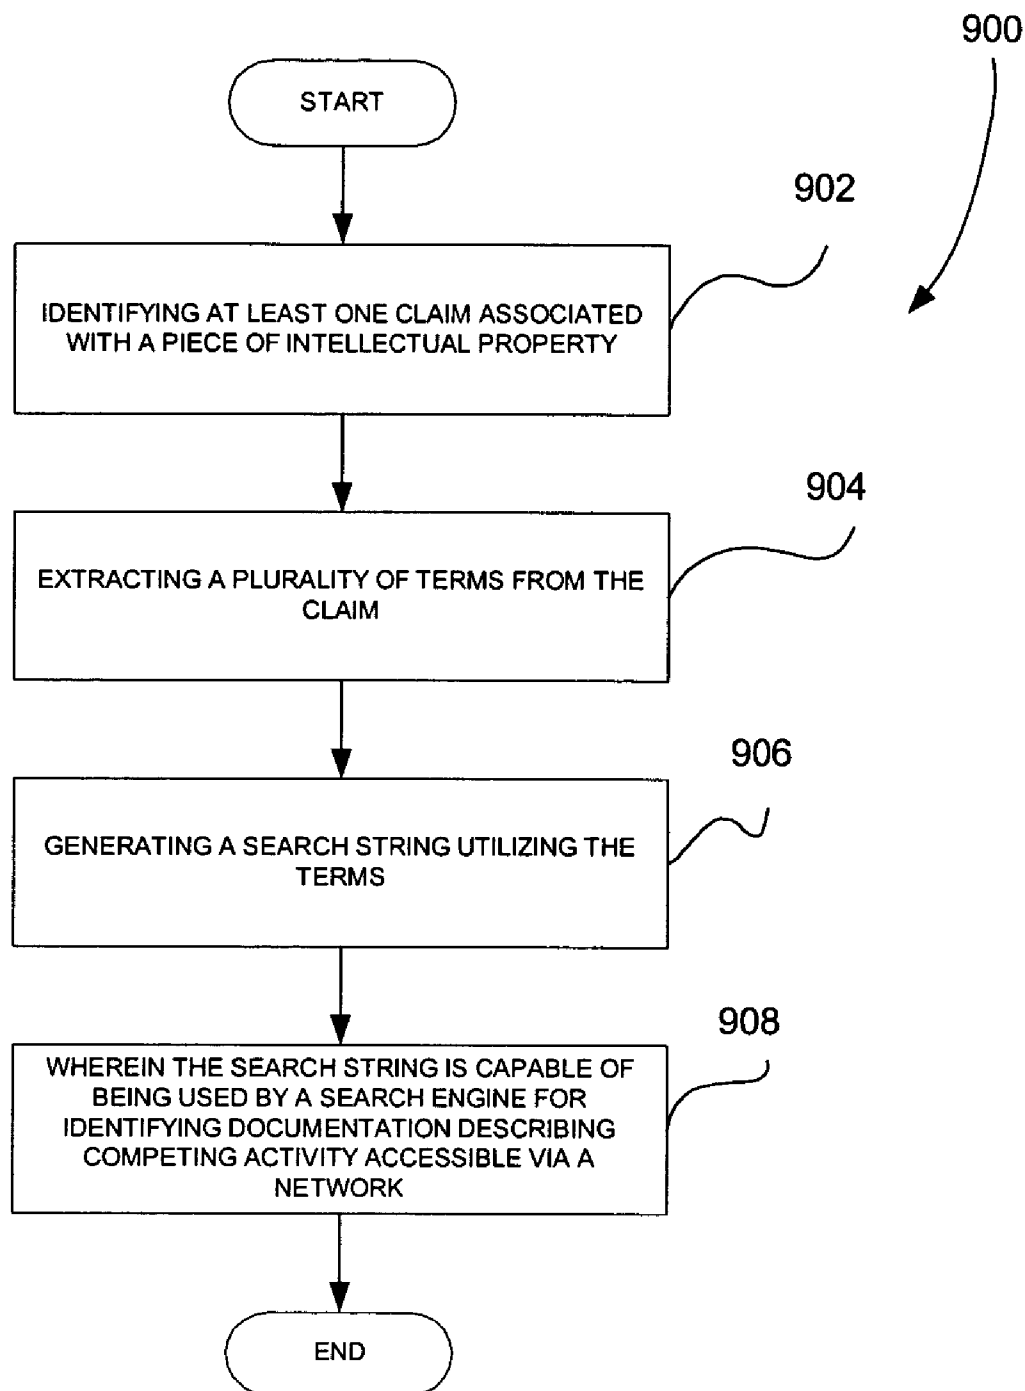 900
START
902
IDENTIFYING AT LEAST ONE CLAIM ASSOCIATED
WITH A PIECE OF INTELLECTUAL PROPERTY
904
EXTRACTING A PLURALITY OF TERMS FROM THE
CLAIM
906
GENERATING A SEARCH STRING UTILIZING THE
TERMS
908
WHEREIN THE SEARCH STRING IS CAPABLE OF
BEING USED BY A SEARCH ENGINE FOR
IDENTIFYING DOCUMENTATION DESCRIBING
COMPETING ACTIVITY ACCESSIBLE VIA A
NETWORK
END